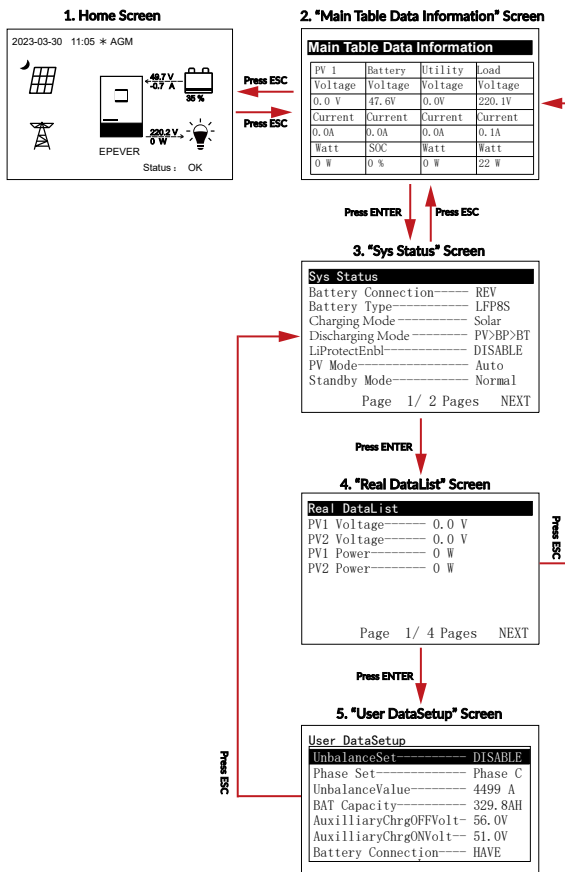 1. Home Screen
2023-03-30 11:05 ＊ AGM
49.7 V
-0.7 A
35 %
220.2 V
0 W
EPEVER
Status： OK
Press ESC
Press ESC
2. “Main Table Data Information” Screen
Main Table Data Information
PV 1 Battery Utility Load
Voltage Voltage Voltage Voltage
0.0 V 47.6V 0.0V 220.1V
Current Current Current Current
0.0A 0.0A 0.0A 0.1A
Watt SOC Watt Watt
0 W 0 % 0 W 22 W
Press ENTER
Press ESC
3. “Sys Status” Screen
Sys Status
Battery Connection----- REV
Battery Type----------- LFP8S
Charging Mode ---------- Solar
Discharging Mode -------- PV>BP>BT
LiProtectEnbl----------- DISABLE
PV Mode---------------- Auto
Standby Mode----------- Normal
Page 1/ 2 Pages NEXT
Press ENTER
4. “Real DataList” Screen
Real DataList
PV1 Voltage------ 0.0 V
PV2 Voltage------ 0.0 V
PV1 Power-------- 0 W
PV2 Power-------- 0 W
Page 1/ 4 Pages NEXT
Press ESC
Press ENTER
5. “User DataSetup” Screen
User DataSetup
UnbalanceSet---------- DISABLE
Phase Set------------- Phase C
UnbalanceValue-------- 4499 A
BAT Capacity---------- 329.8AH
AuxilliaryChrgOFFVolt- 56.0V
AuxilliaryChrgONVolt-- 51.0V
Battery Connection---- HAVE
Press ESC